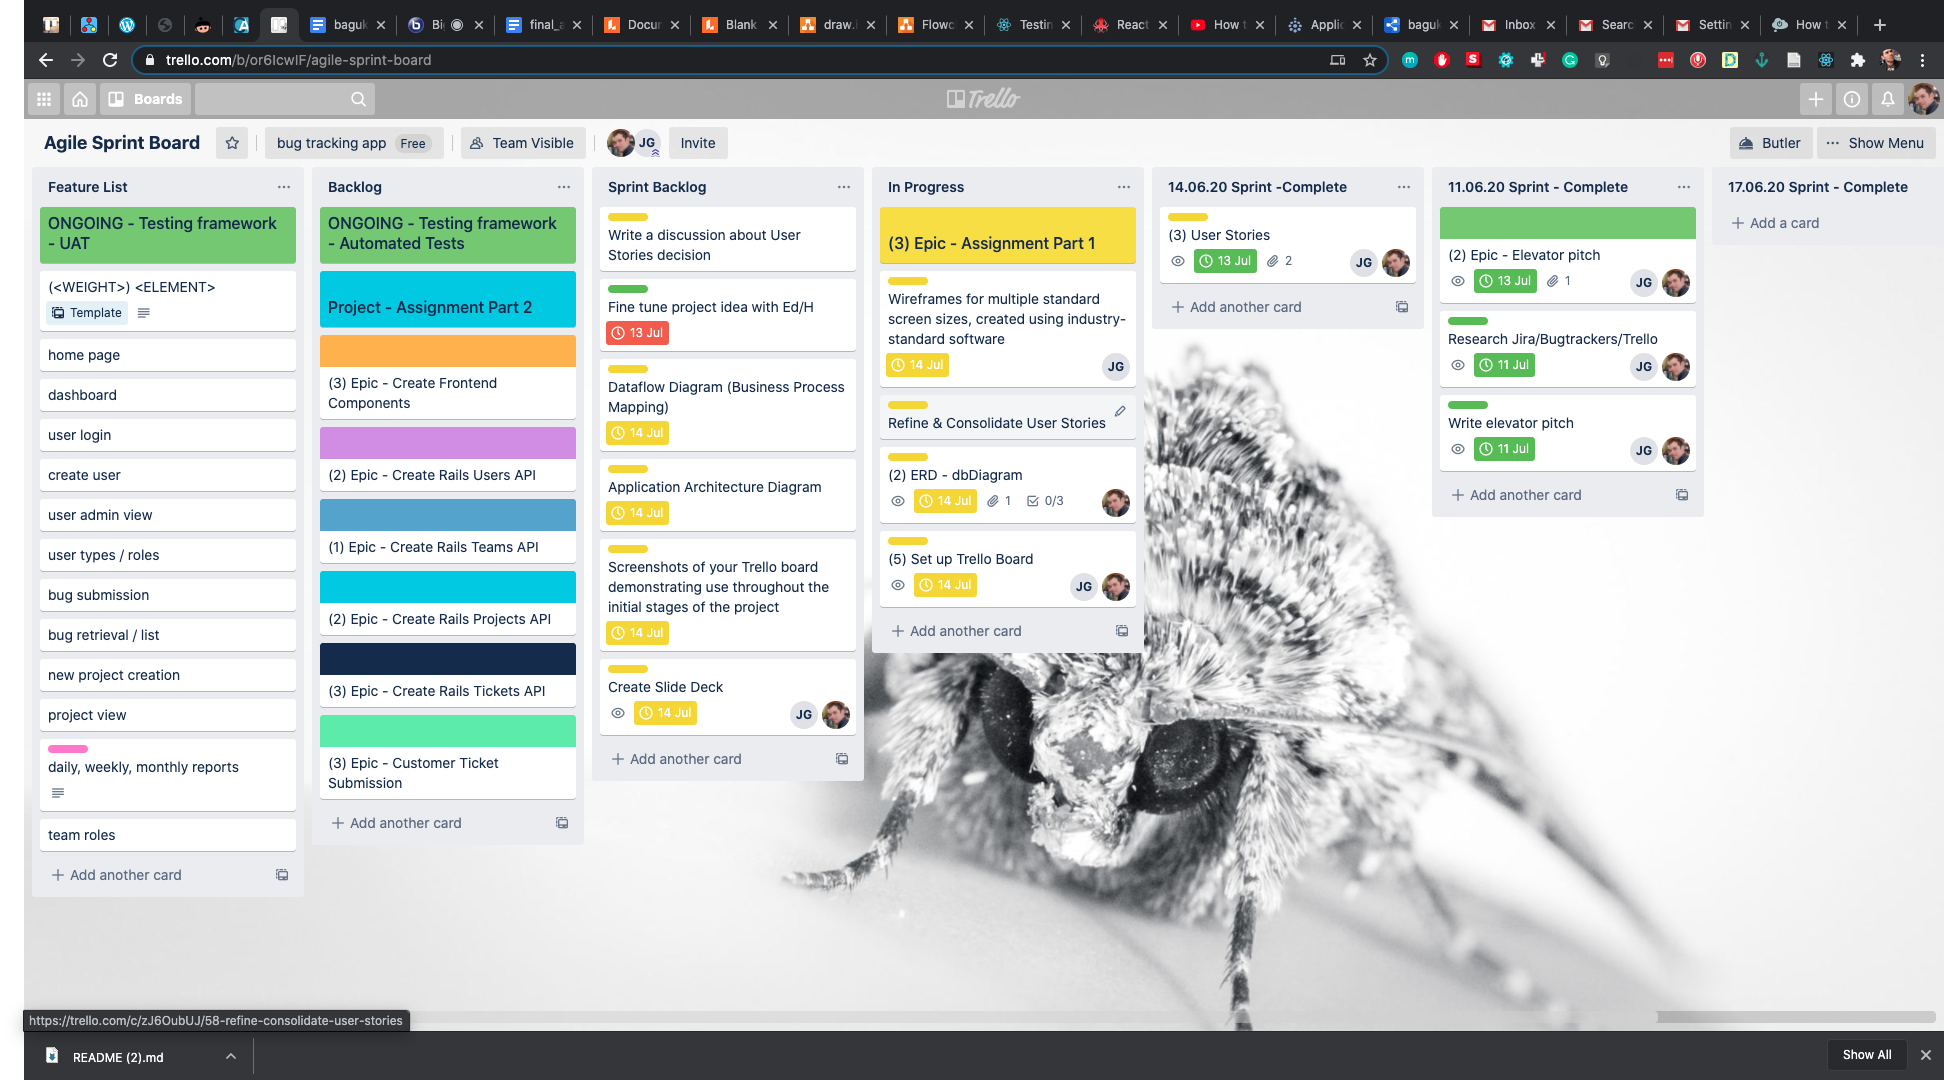 baguk
Bi
final_a
Docur
Blank
draw.i
Flowc
Testin
React
How t
Applic
baguk
Inbox
Searc
Settin
How t
trello.com/b/or6IcwIF/agile-sprint-board
Boards
Trello
Agile Sprint Board
bug tracking app Free
Team Visible
JG
Invite
Butler
Show Menu
Feature List
ONGOING - Testing framework
- UAT
(<WEIGHT>) <ELEMENT>
Template
home page
dashboard
user login
create user
user admin view
user types / roles
bug submission
bug retrieval / list
new project creation
project view
daily, weekly, monthly reports
team roles
+ Add another card
Backlog
ONGOING - Testing framework
- Automated Tests
Project - Assignment Part 2
(3) Epic - Create Frontend
Components
(2) Epic - Create Rails Users API
(1) Epic - Create Rails Teams API
(2) Epic - Create Rails Projects API
(3) Epic - Create Rails Tickets API
(3) Epic - Customer Ticket
Submission
+ Add another card
Sprint Backlog
Write a discussion about User
Stories decision
Fine tune project idea with Ed/H
13 Jul
Dataflow Diagram (Business Process
Mapping)
14 Jul
Application Architecture Diagram
14 Jul
Screenshots of your Trello board
demonstrating use throughout the
initial stages of the project
14 Jul
Create Slide Deck
14 Jul JG
+ Add another card
In Progress
(3) Epic - Assignment Part 1
Wireframes for multiple standard
screen sizes, created using industry-
standard software
14 Jul JG
Refine & Consolidate User Stories
(2) ERD - dbDiagram
14 Jul 1 0/3
(5) Set up Trello Board
14 Jul JG
+ Add another card
14.06.20 Sprint -Complete
(3) User Stories
13 Jul 2 JG
+ Add another card
11.06.20 Sprint - Complete
(2) Epic - Elevator pitch
13 Jul 1 JG
Research Jira/Bugtrackers/Trello
11 Jul JG
Write elevator pitch
11 Jul JG
+ Add another card
17.06.20 Sprint - Complete
+ Add a card
https://trello.com/c/zJ6OubUJ/58-refine-consolidate-user-stories
README (2).md
Show All